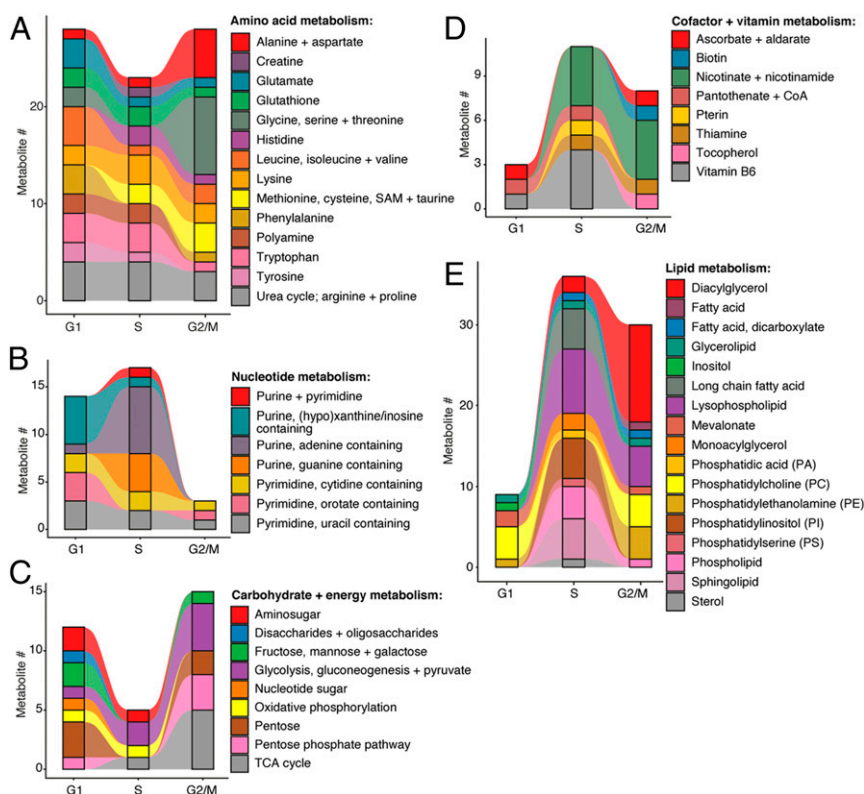 A
Metabolite #
20
10
0
G1
S
G2/M
Amino acid metabolism:
Alanine + aspartate
Creatine
Glutamate
Glutathione
Glycine, serine + threonine
Histidine
Leucine, isoleucine + valine
Lysine
Methionine, cysteine, SAM + taurine
Phenylalanine
Polyamine
Tryptophan
Tyrosine
Urea cycle; arginine + proline
B
Metabolite #
15
10
5
0
G1
S
G2/M
Nucleotide metabolism:
Purine + pyrimidine
Purine, (hypo)xanthine/inosine
containing
Purine, adenine containing
Purine, guanine containing
Pyrimidine, cytidine containing
Pyrimidine, orotate containing
Pyrimidine, uracil containing
C
Metabolite #
15
10
5
0
G1
S
G2/M
Carbohydrate + energy metabolism:
Aminosugar
Disaccharides + oligosaccharides
Fructose, mannose + galactose
Glycolysis, gluconeogenesis + pyruvate
Nucleotide sugar
Oxidative phosphorylation
Pentose
Pentose phosphate pathway
TCA cycle
D
Metabolite #
9
6
3
0
G1
S
G2/M
Cofactor + vitamin metabolism:
Ascorbate + aldarate
Biotin
Nicotinate + nicotinamide
Pantothenate + CoA
Pterin
Thiamine
Tocopherol
Vitamin B6
E
Metabolite #
30
20
10
0
G1
S
G2/M
Lipid metabolism:
Diacylglycerol
Fatty acid
Fatty acid, dicarboxylate
Glycerolipid
Inositol
Long chain fatty acid
Lysophospholipid
Mevalonate
Monoacylglycerol
Phosphatidic acid (PA)
Phosphatidylcholine (PC)
Phosphatidylethanolamine (PE)
Phosphatidylinositol (PI)
Phosphatidylserine (PS)
Phospholipid
Sphingolipid
Sterol